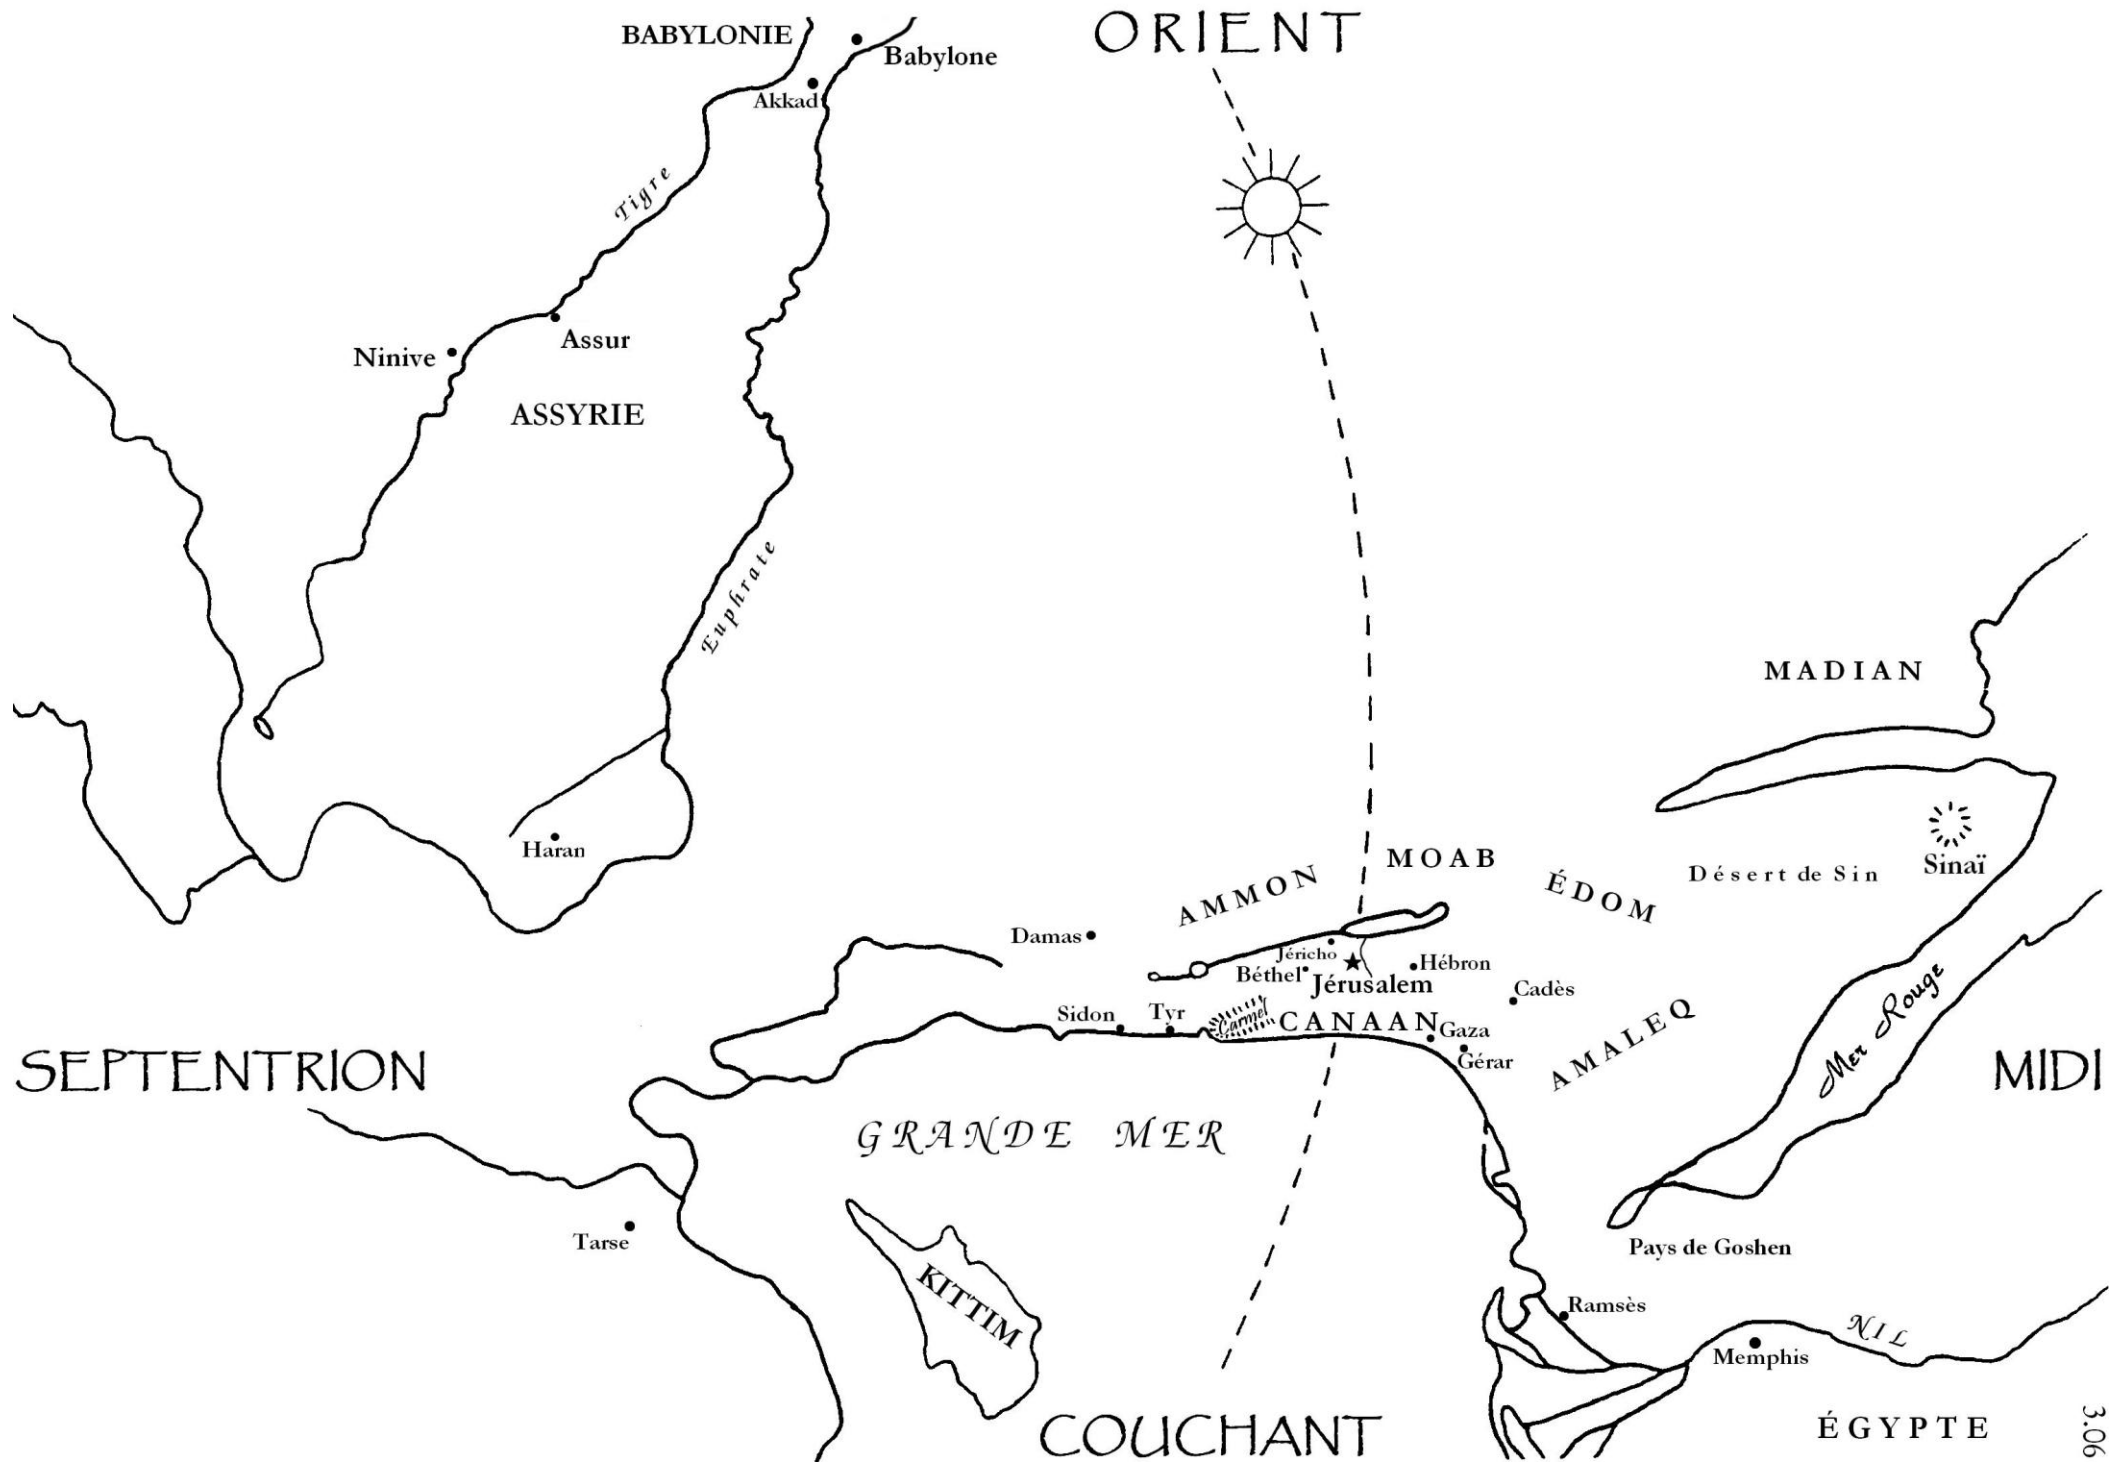 ORIENT
BABYLONIE
Babylone
Akkad
Tigre
Assur
Ninive
ASSYRIE
Euphrate
MADIAN
Haran
Sinaï
Désert de Sin
MOAB
ÉDOM
AMMON
Damas
Jéricho
Béthel
Hébron
Jérusalem
Cadès
Sidon
Tyr
Carmel
CANAAN
Gaza
Gérar
AMALEQ
Mer Rouge
SEPTENTRION
MIDI
GRANDE MER
Tarse
KITTIM
Pays de Goshen
Ramsès
NIL
Memphis
COUCHANT
ÉGYPTE
3.06